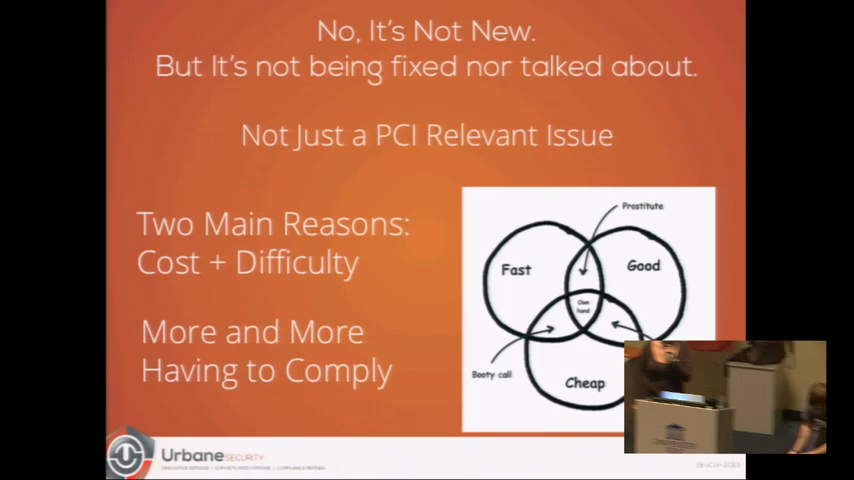 No, It's Not New.
But It's not being fixed nor talked about.
Not Just a PCI Relevant Issue
Two Main Reasons:
Cost + Difficulty
More and More
Having to Comply
Prostitute
Fast
Good
Own
hand
Booty call
Cheap
Urbane SECURITY
BruCon 2013